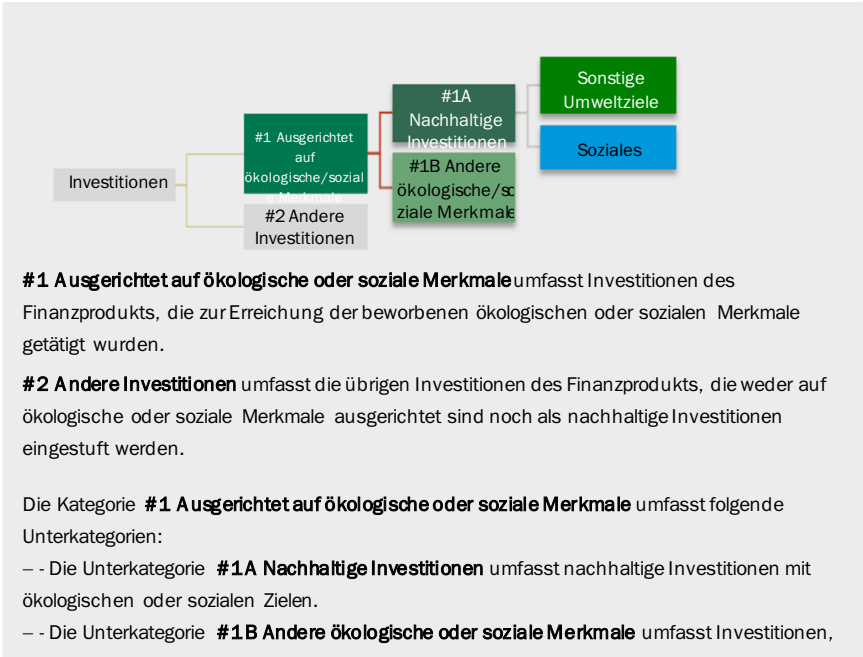 Investitionen
#1 Ausgerichtet
auf
ökologische/sozial
e Merkmale
#2 Andere
Investitionen
#1A
Nachhaltige
Investitionen
#1B Andere
ökologische/so
ziale Merkmale
Sonstige
Umweltziele
Soziales
#1 Ausgerichtet auf ökologische oder soziale Merkmale umfasst Investitionen des
Finanzprodukts, die zur Erreichung der beworbenen ökologischen oder sozialen Merkmale
getätigt wurden.
#2 Andere Investitionen umfasst die übrigen Investitionen des Finanzprodukts, die weder auf
ökologische oder soziale Merkmale ausgerichtet sind noch als nachhaltige Investitionen
eingestuft werden.
Die Kategorie #1 Ausgerichtet auf ökologische oder soziale Merkmale umfasst folgende
Unterkategorien:
– - Die Unterkategorie #1A Nachhaltige Investitionen umfasst nachhaltige Investitionen mit
ökologischen oder sozialen Zielen.
– - Die Unterkategorie #1B Andere ökologische oder soziale Merkmale umfasst Investitionen,